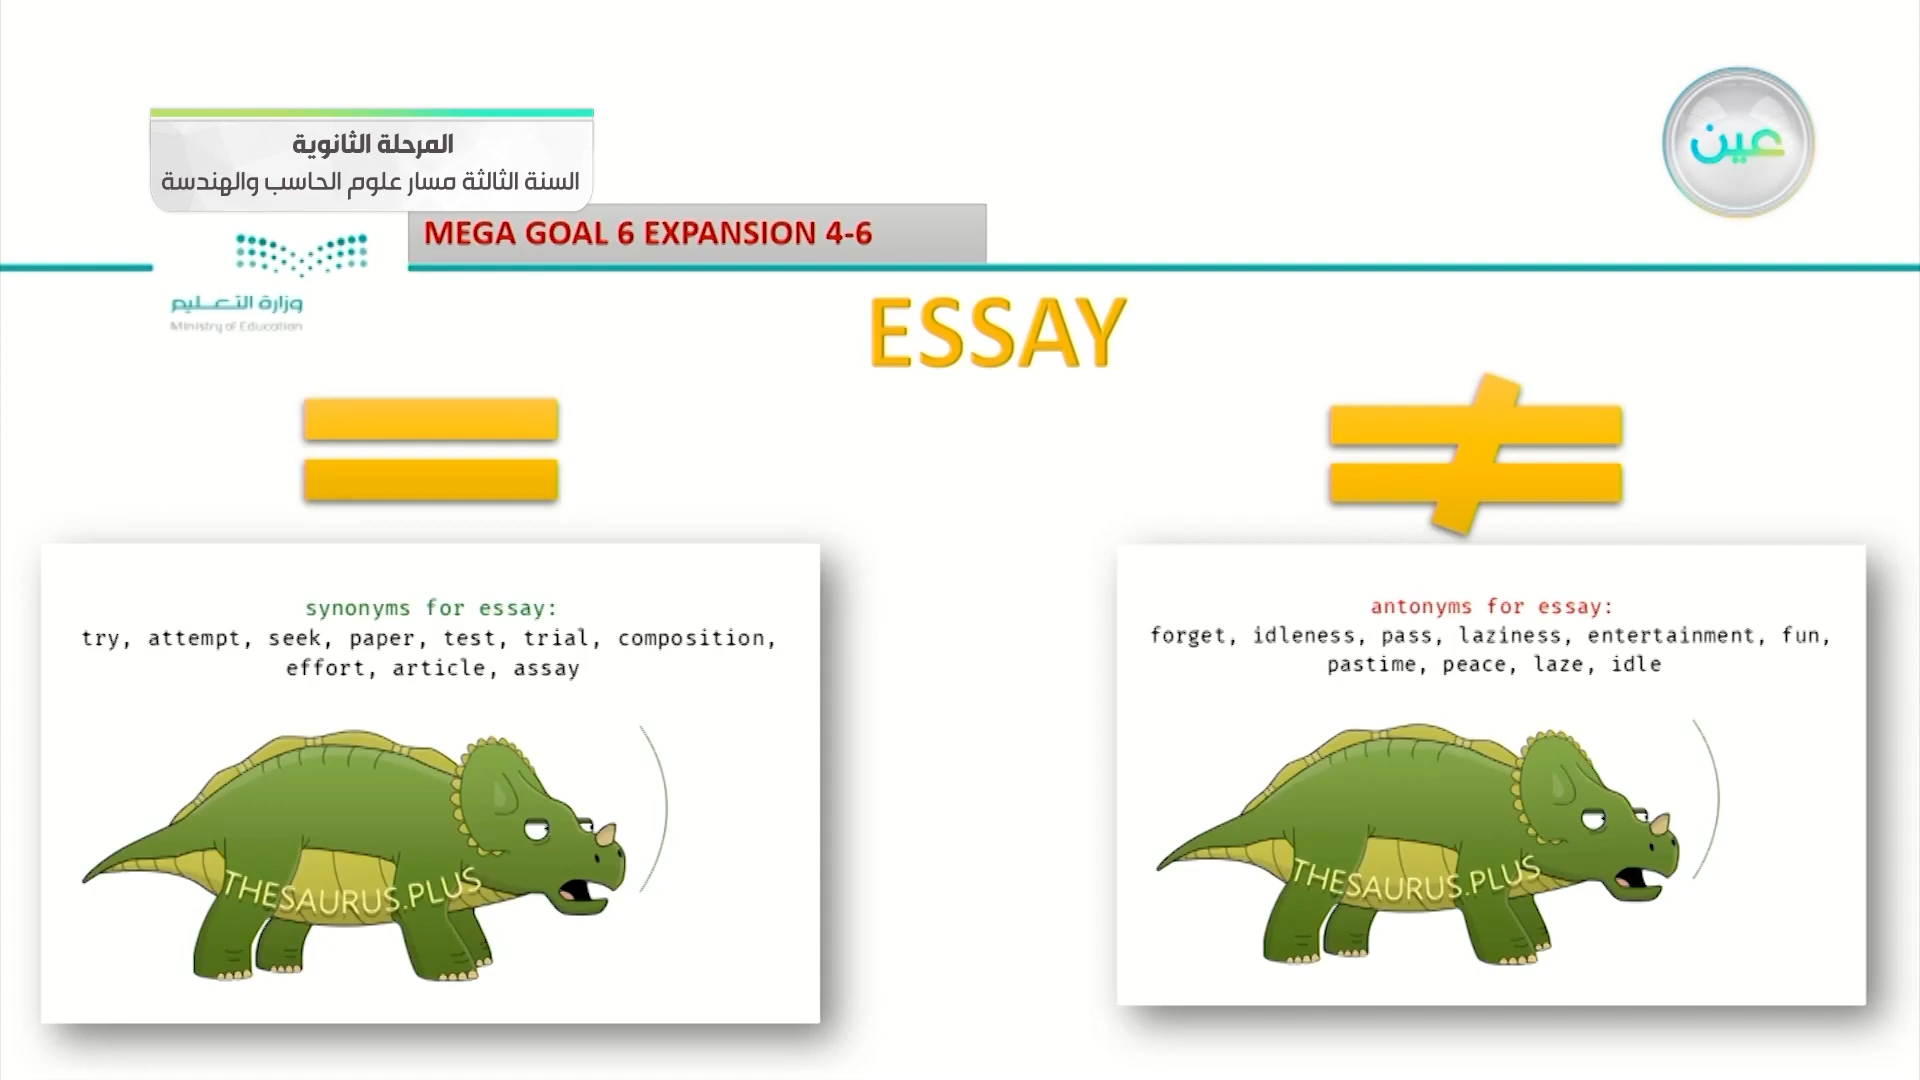 المرحلة الثانوية
السنة الثالثة مسار علوم الحاسب والهندسة
عين
MEGA GOAL 6 EXPANSION 4-6
وزارة التعليم
Ministry of Education
ESSAY
synonyms for essay:
try, attempt, seek, paper, test, trial, composition,
effort, article, assay
THESAURUS.PLUS
antonyms for essay:
forget, idleness, pass, laziness, entertainment, fun,
pastime, peace, laze, idle
THESAURUS.PLUS